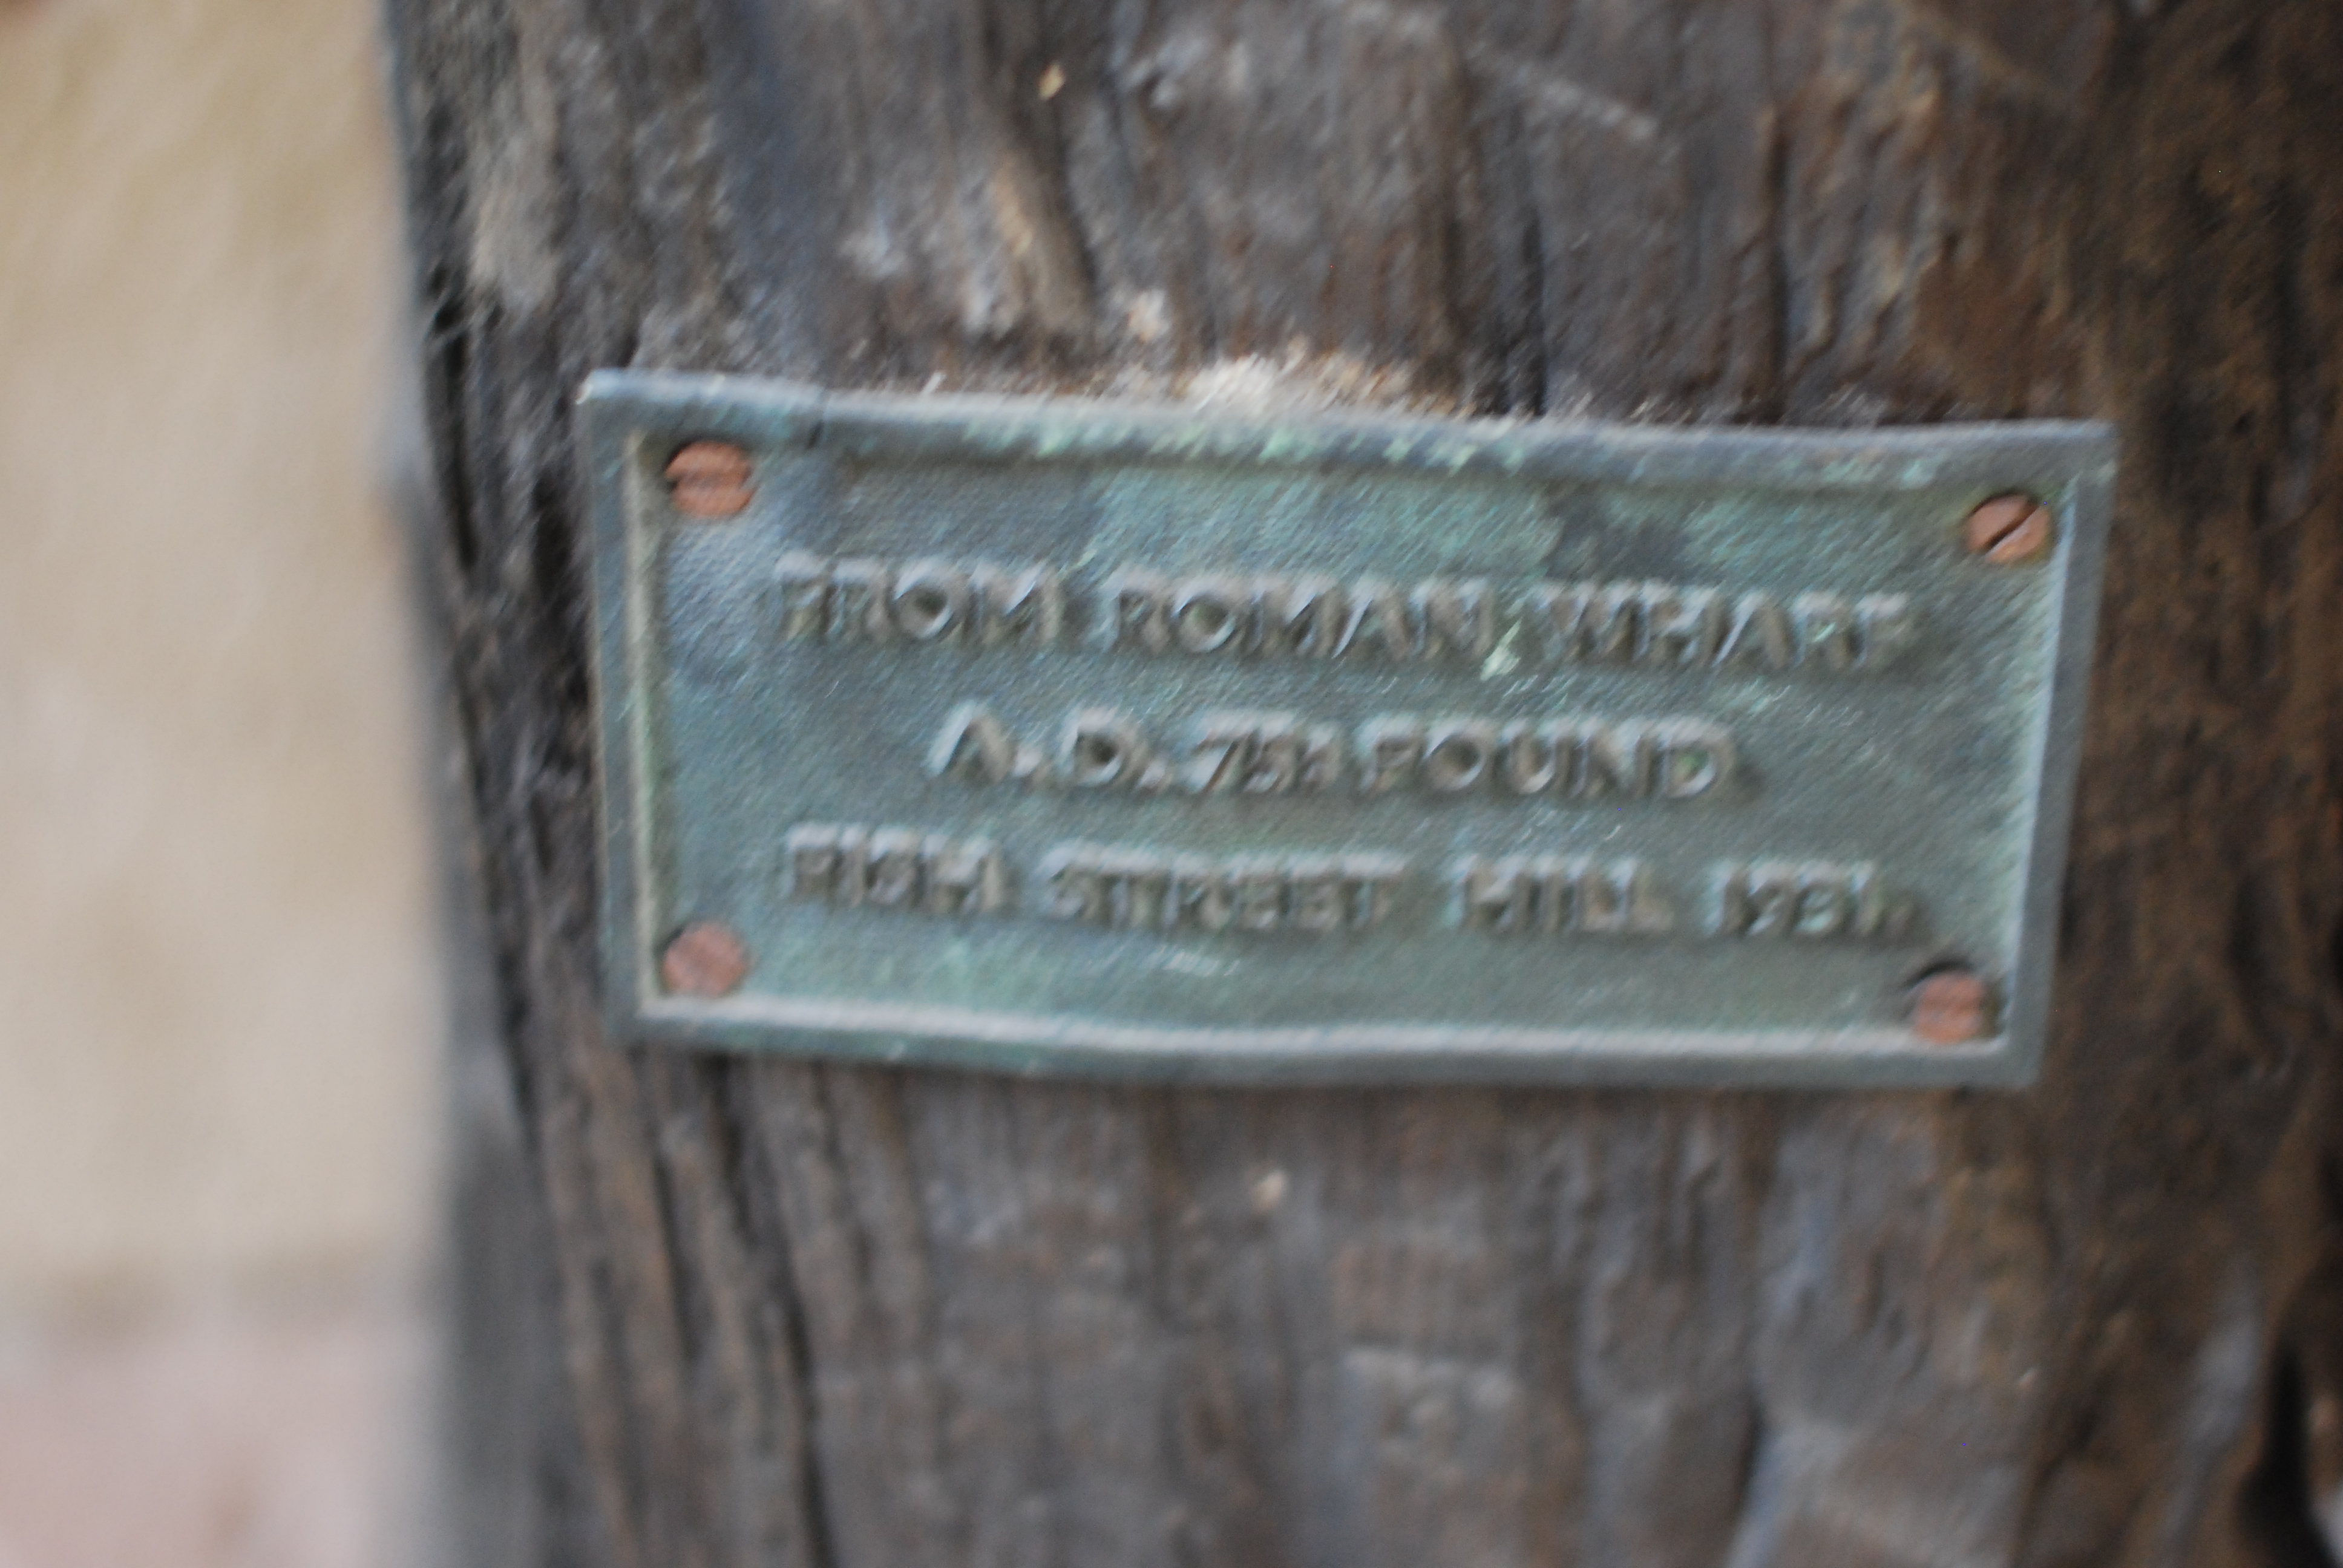 FROM ROMAN WHARF
A.D. 75: FOUND
FISH STREET HILL 1931.